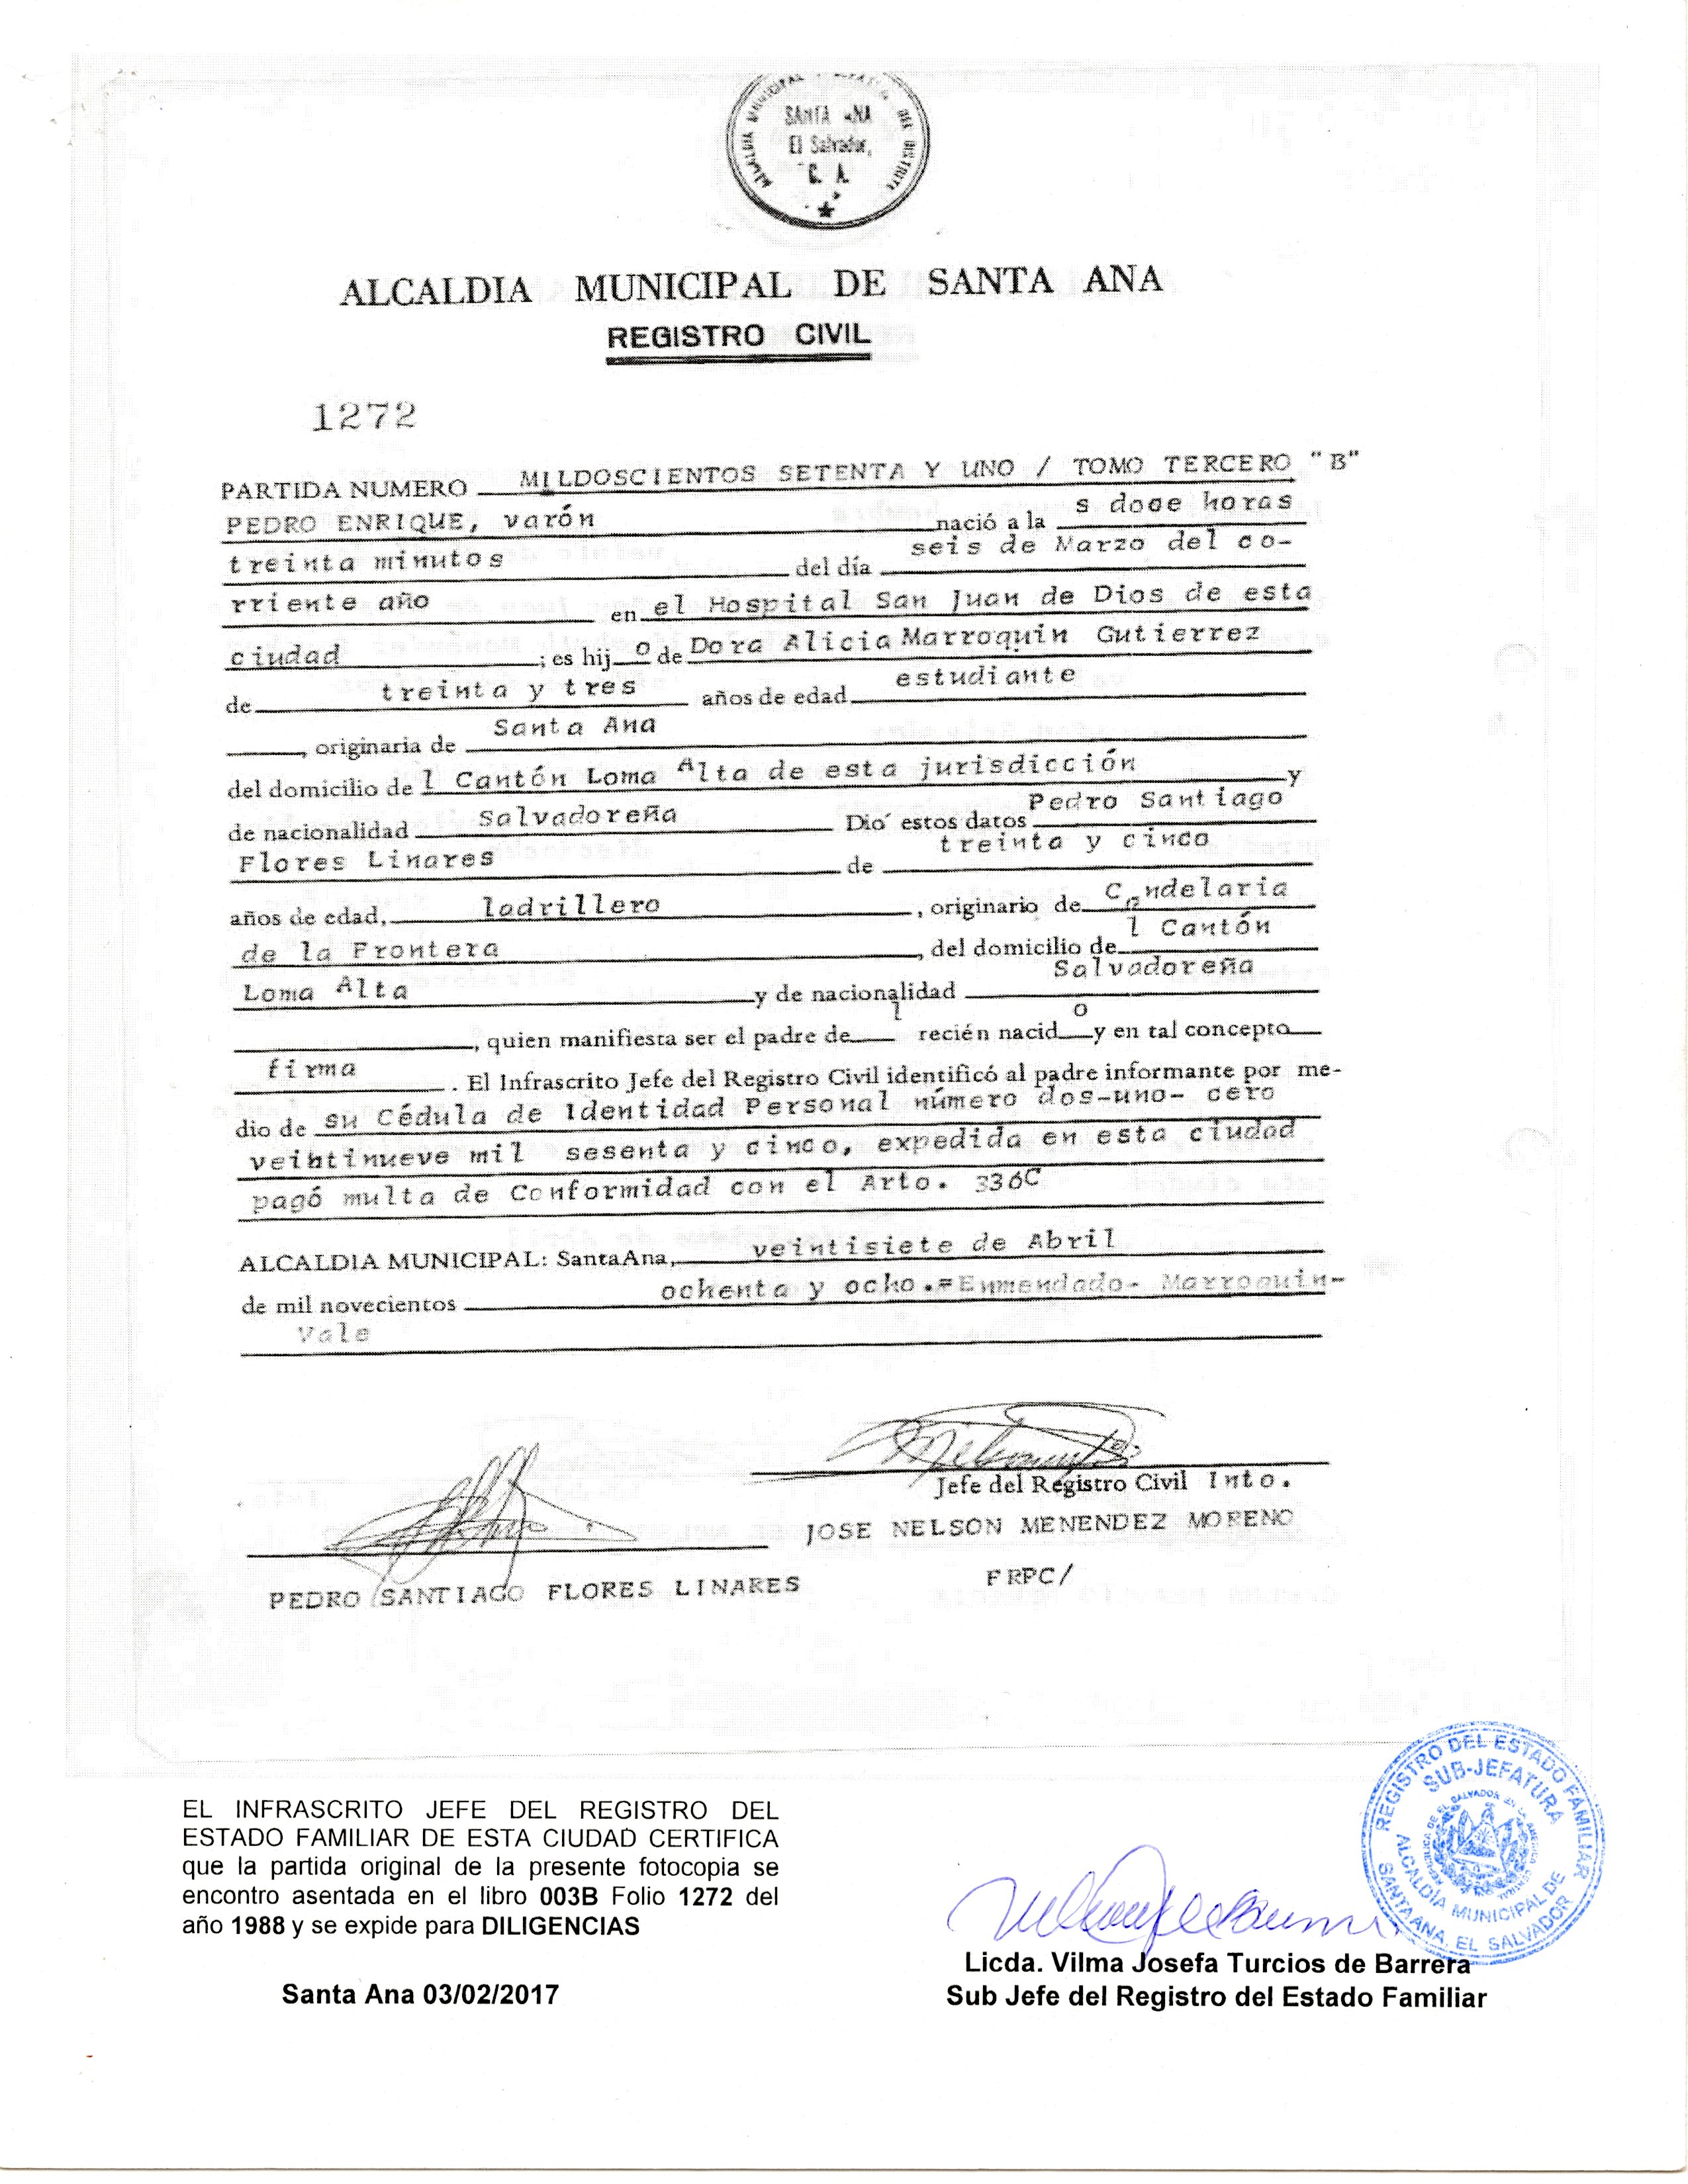 ALCALDIA MUNICIPAL DEL DISTRITO
SANTA ANA
El Salvador,
C. A.
ALCALDIA MUNICIPAL DE SANTA ANA
REGISTRO CIVIL
1272
PARTIDA NUMERO MILDOSCIENTOS SETENTA Y UNO / TOMO TERCERO "B"
PEDRO ENRIQUE, varón nació a la s doce horas
treinta minutos del día seis de Marzo del co-
rriente año en el Hospital San Juan de Dios de esta
ciudad ; es hij o de Dora Alicia Marroquin Gutierrez
de treinta y tres años de edad estudiante
, originaria de Santa Ana
del domicilio de l Cantón Loma Alta de esta jurisdicción y
de nacionalidad Salvadoreña Dio´ estos datos Pedro Santiago
Flores Linares de treinta y cinco
años de edad, ladrillero , originario de Candelaria
de la Frontera , del domicilio de l Cantón
Loma Alta y de nacionalidad Salvadoreña
, quien manifiesta ser el padre de l recién nacid o y en tal concepto
firma . El Infrascrito Jefe del Registro Civil identificó al padre informante por me-
dio de su Cédula de Identidad Personal número dos-uno- cero
veintinueve mil sesenta y cinco, expedida en esta ciudad
pagó multa de Conformidad con el Arto. 336C
ALCALDIA MUNICIPAL: Santa Ana, veintisiete de Abril
de mil novecientos ochenta y ocho.=Enmendado- Marroquin-
Vale
Jefe del Registro Civil Into.
JOSE NELSON MENENDEZ MORENO
PEDRO SANTIAGO FLORES LINARES
FRPC/
EL INFRASCRITO JEFE DEL REGISTRO DEL
ESTADO FAMILIAR DE ESTA CIUDAD CERTIFICA
que la partida original de la presente fotocopia se
encontro asentada en el libro 003B Folio 1272 del
año 1988 y se expide para DILIGENCIAS
Santa Ana 03/02/2017
REGISTRO DEL ESTADO FAMILIAR
SUB-JEFATURA
ALCALDÍA MUNICIPAL DE
SANTA ANA, EL SALVADOR
Licda. Vilma Josefa Turcios de Barrera
Sub Jefe del Registro del Estado Familiar